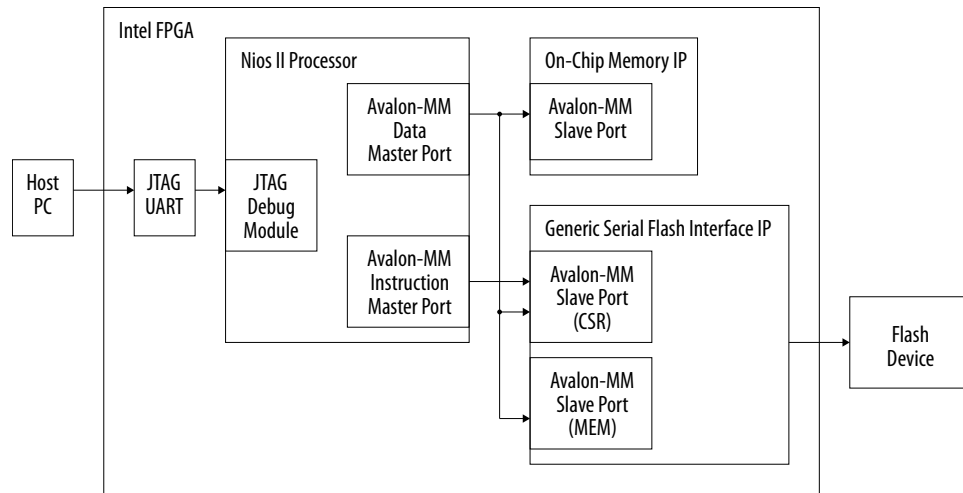 Intel FPGA
Nios II Processor
On-Chip Memory IP
Avalon-MM
Data
Master Port
Avalon-MM
Slave Port
Host
PC
JTAG
UART
JTAG
Debug
Module
Generic Serial Flash Interface IP
Avalon-MM
Instruction
Master Port
Avalon-MM
Slave Port
(CSR)
Flash
Device
Avalon-MM
Slave Port
(MEM)